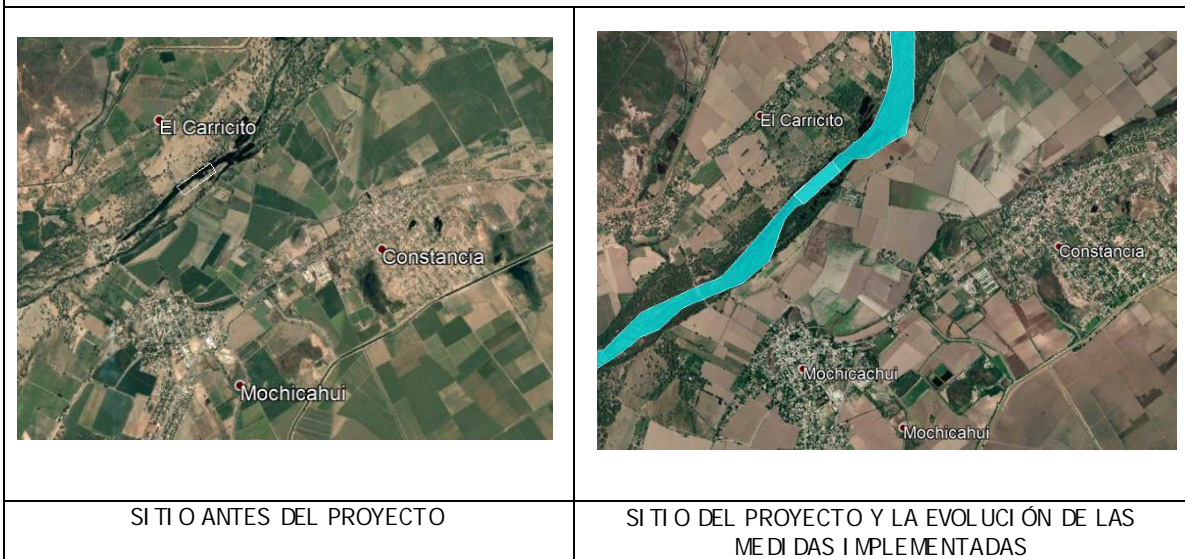 El Carricito
Constancia
Mochicahui
El Carricito
Constancia
Mochicachui
Mochicahui
SITIO ANTES DEL PROYECTO
SITIO DEL PROYECTO Y LA EVOLUCIÓN DE LAS
MEDIDAS IMPLEMENTADAS